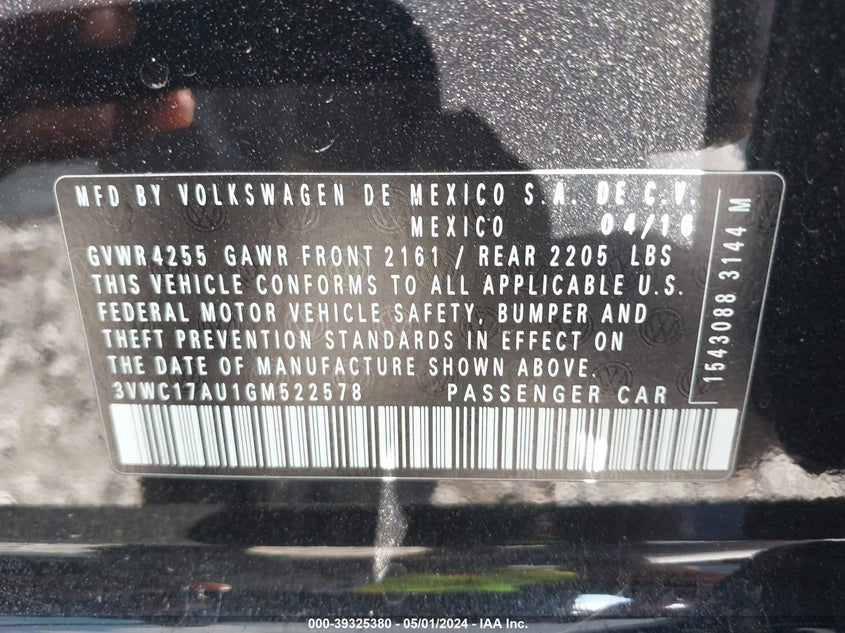 MFD BY VOLKSWAGEN DE MEXICO S.A. DE C.V.
MEXICO 04/16
GVWR 4255 GAWR FRONT 2161 / REAR 2205 LBS
THIS VEHICLE CONFORMS TO ALL APPLICABLE U.S.
FEDERAL MOTOR VEHICLE SAFETY, BUMPER AND
THEFT PREVENTION STANDARDS IN EFFECT ON
THE DATE OF MANUFACTURE SHOWN ABOVE.
3VWC17AU1GM522578 PASSENGER CAR
1543088 3144 M
000-39325380 - 05/01/2024 - IAA Inc.